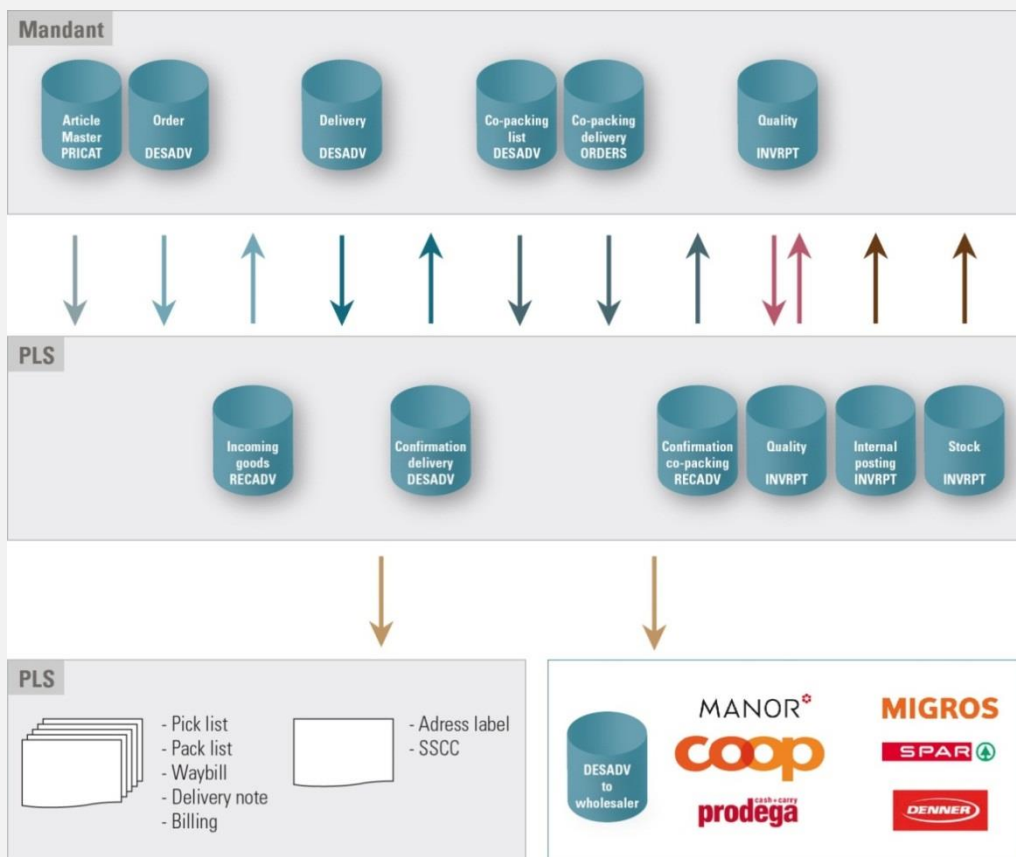 Mandant
Article
Master
PRICAT
Order
DESADV
Delivery
DESADV
Co-packing
list
DESADV
Co-packing
delivery
ORDERS
Quality
INVRPT
PLS
Incoming
goods
RECADV
Confirmation
delivery
DESADV
Confirmation
co-packing
RECADV
Quality
INVRPT
Internal
posting
INVRPT
Stock
INVRPT
PLS
- Pick list
- Pack list
- Waybill
- Delivery note
- Billing
- Adress label
- SSCC
DESADV
to
wholesaler
MANOR
MIGROS
coop
SPAR
cash+carry
prodega
DENNER